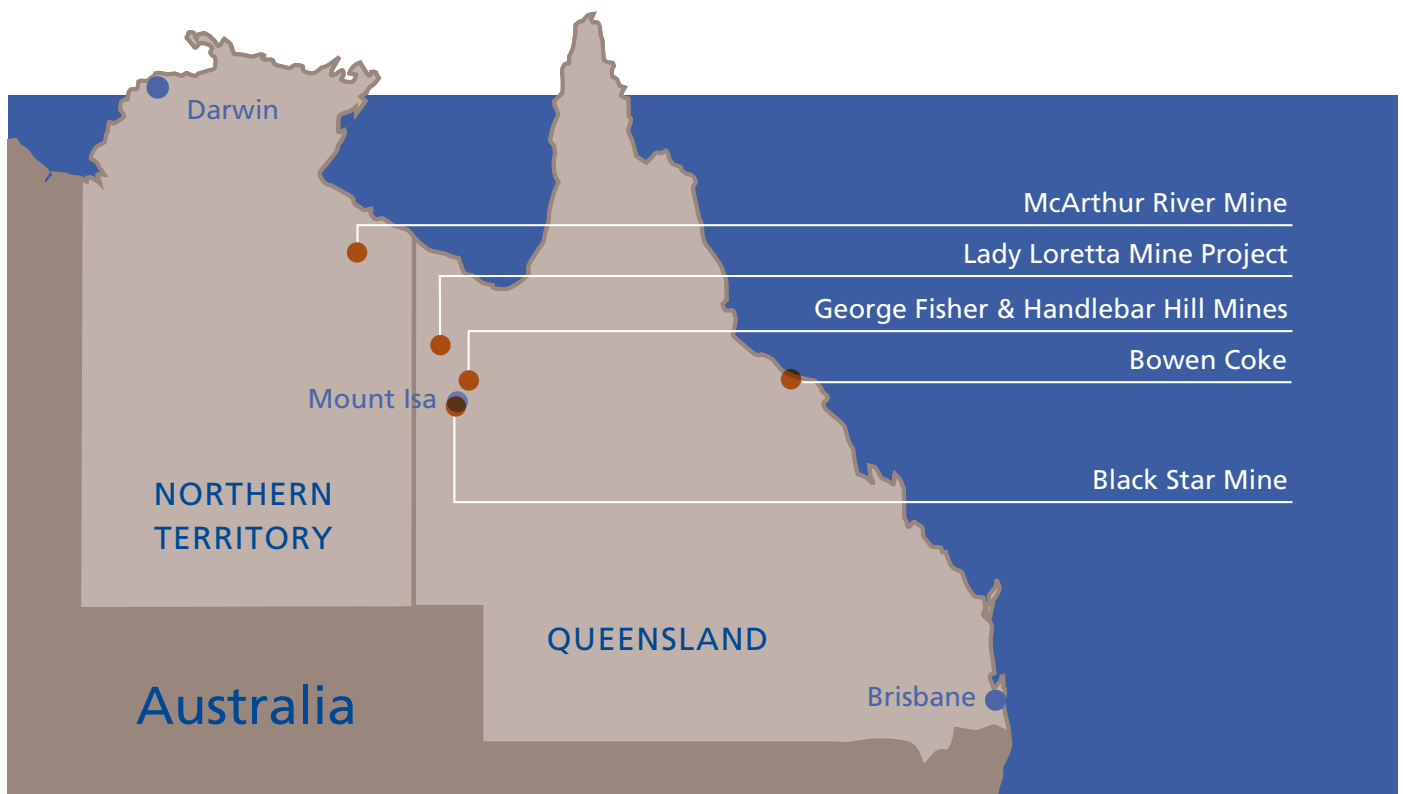 Darwin
McArthur River Mine
Lady Loretta Mine Project
George Fisher & Handlebar Hill Mines
Bowen Coke
Mount Isa
Black Star Mine
NORTHERN
TERRITORY
QUEENSLAND
Australia
Brisbane